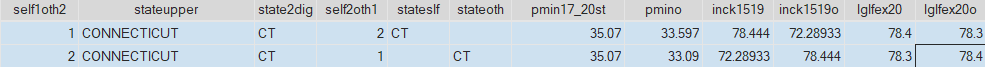 self1oth2 stateupper state2dig self2oth1 stateslf stateoth pmin17_20st pmino inck1519 inck1519o lglfex20 lglfex20o
1 CONNECTICUT CT 2 CT 35.07 33.597 78.444 72.28933 78.4 78.3
2 CONNECTICUT CT 1 CT 35.07 33.09 72.28933 78.444 78.3 78.4